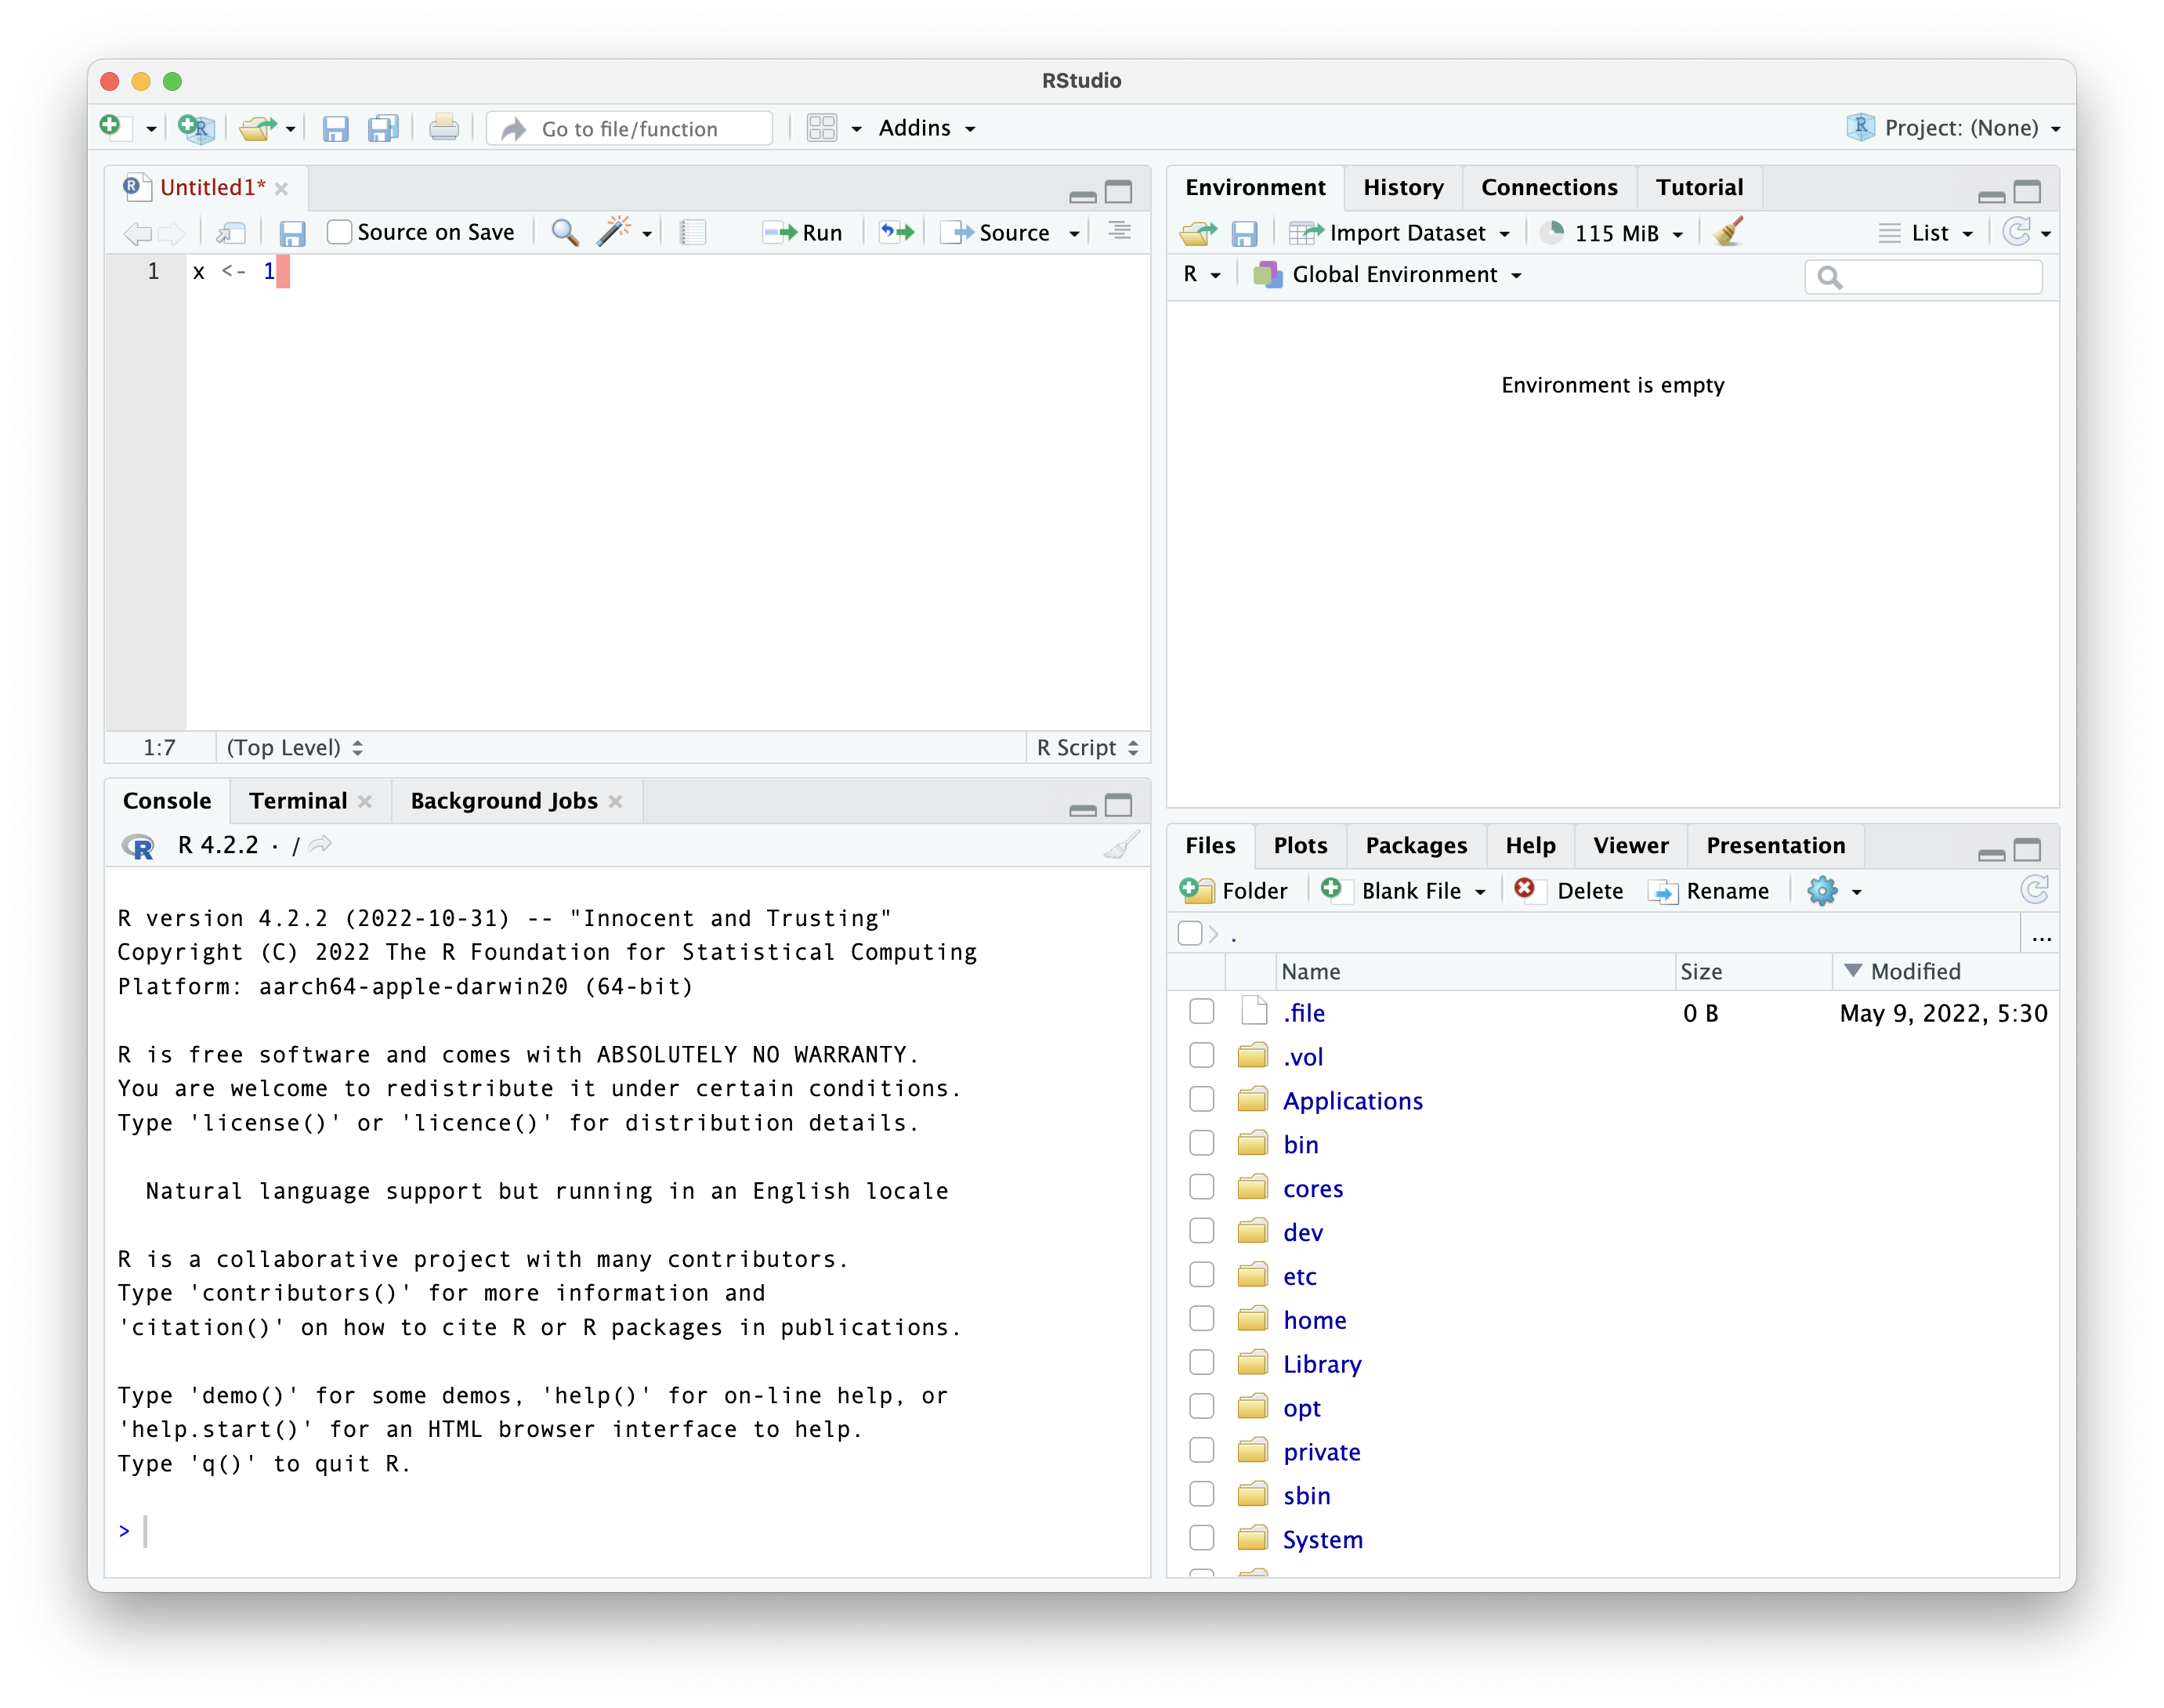 RStudio
Go to file/function
Addins
Project: (None)
Untitled1*
Source on Save
Run
Source
1 x <- 1
1:7 (Top Level) R Script
Console Terminal Background Jobs
R 4.2.2 · /
R version 4.2.2 (2022-10-31) -- "Innocent and Trusting"
Copyright (C) 2022 The R Foundation for Statistical Computing
Platform: aarch64-apple-darwin20 (64-bit)
R is free software and comes with ABSOLUTELY NO WARRANTY.
You are welcome to redistribute it under certain conditions.
Type 'license()' or 'licence()' for distribution details.
Natural language support but running in an English locale
R is a collaborative project with many contributors.
Type 'contributors()' for more information and
'citation()' on how to cite R or R packages in publications.
Type 'demo()' for some demos, 'help()' for on-line help, or
'help.start()' for an HTML browser interface to help.
Type 'q()' to quit R.
>
Environment History Connections Tutorial
Import Dataset 115 MiB List
R Global Environment
Environment is empty
Files Plots Packages Help Viewer Presentation
Folder Blank File Delete Rename
. ...
Name Size Modified
.file 0 B May 9, 2022, 5:30
.vol
Applications
bin
cores
dev
etc
home
Library
opt
private
sbin
System